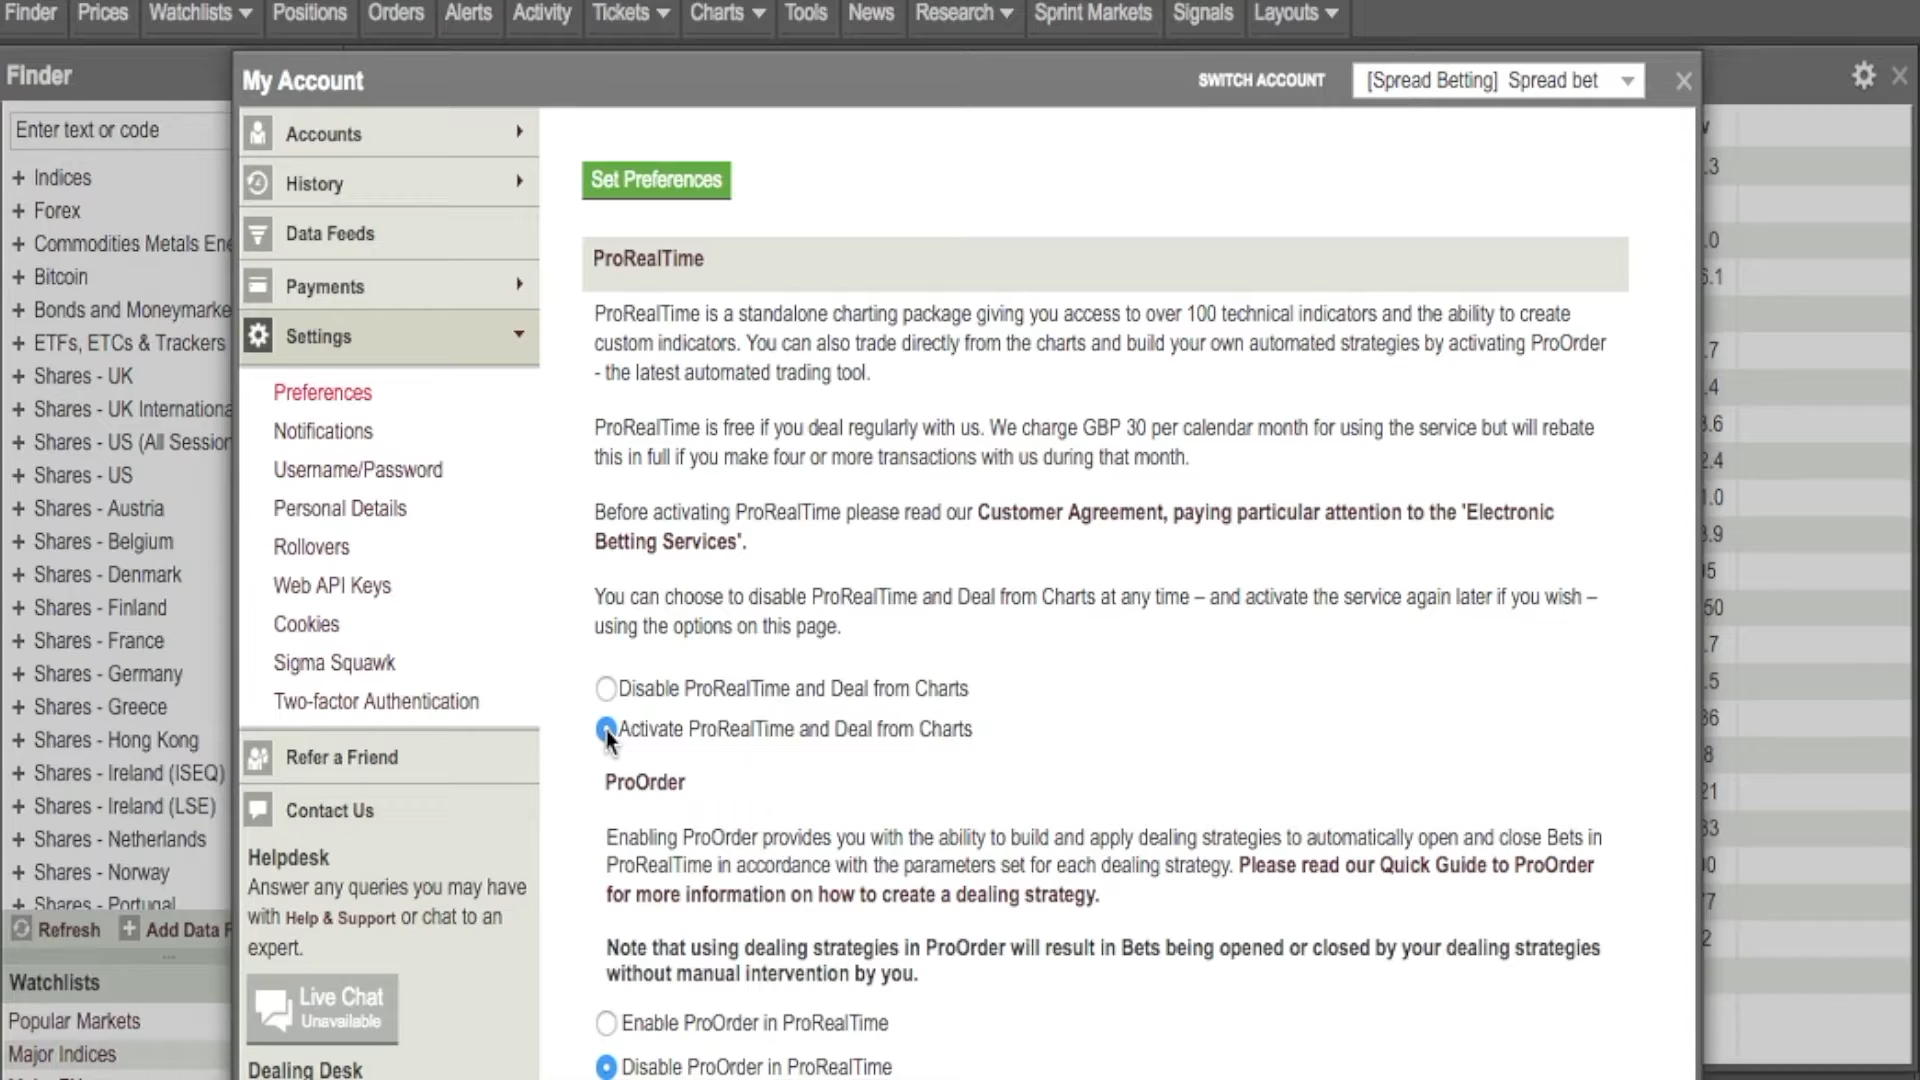 Finder Prices Watchlists Positions Orders Alerts Activity Tickets Charts Tools News Research Sprint Markets Signals Layouts
Finder
Enter text or code
+ Indices
+ Forex
+ Commodities Metals Ene
+ Bitcoin
+ Bonds and Moneymarke
+ ETFs, ETCs & Trackers
+ Shares - UK
+ Shares - UK Internationa
+ Shares - US (All Session
+ Shares - US
+ Shares - Austria
+ Shares - Belgium
+ Shares - Denmark
+ Shares - Finland
+ Shares - France
+ Shares - Germany
+ Shares - Greece
+ Shares - Hong Kong
+ Shares - Ireland (ISEQ)
+ Shares - Ireland (LSE)
+ Shares - Netherlands
+ Shares - Norway
+ Shares - Portugal
Refresh Add Data F
Watchlists
Popular Markets
Major Indices
My Account
SWITCH ACCOUNT [Spread Betting] Spread bet
Accounts
History
Data Feeds
Payments
Settings
Preferences
Notifications
Username/Password
Personal Details
Rollovers
Web API Keys
Cookies
Sigma Squawk
Two-factor Authentication
Refer a Friend
Contact Us
Helpdesk
Answer any queries you may have
with Help & Support or chat to an
expert.
Live Chat
Unavailable
Dealing Desk
Set Preferences
ProRealTime
ProRealTime is a standalone charting package giving you access to over 100 technical indicators and the ability to create
custom indicators. You can also trade directly from the charts and build your own automated strategies by activating ProOrder
- the latest automated trading tool.
ProRealTime is free if you deal regularly with us. We charge GBP 30 per calendar month for using the service but will rebate
this in full if you make four or more transactions with us during that month.
Before activating ProRealTime please read our Customer Agreement, paying particular attention to the 'Electronic
Betting Services'.
You can choose to disable ProRealTime and Deal from Charts at any time – and activate the service again later if you wish –
using the options on this page.
Disable ProRealTime and Deal from Charts
Activate ProRealTime and Deal from Charts
ProOrder
Enabling ProOrder provides you with the ability to build and apply dealing strategies to automatically open and close Bets in
ProRealTime in accordance with the parameters set for each dealing strategy. Please read our Quick Guide to ProOrder
for more information on how to create a dealing strategy.
Note that using dealing strategies in ProOrder will result in Bets being opened or closed by your dealing strategies
without manual intervention by you.
Enable ProOrder in ProRealTime
Disable ProOrder in ProRealTime